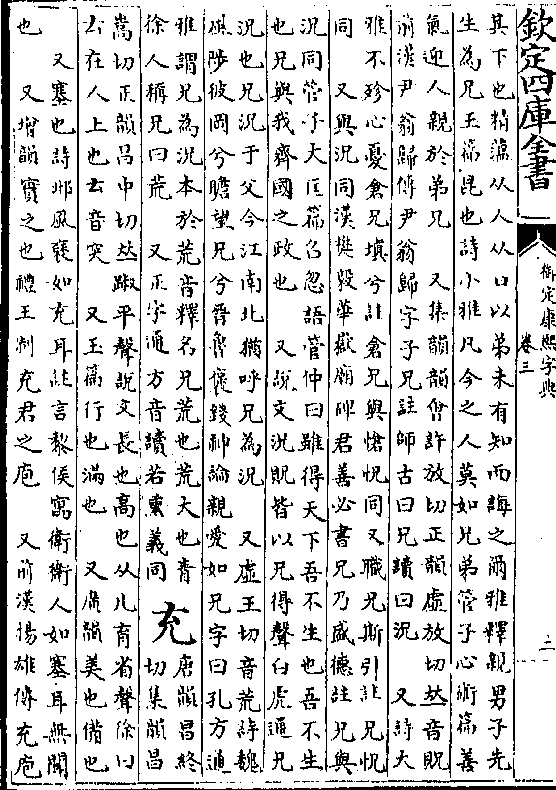 欽定四庫全書
御定康熙字典
卷三
二
其下也精蘊从人从口以弟未有知而誨之爾雅釋親男子先
生為兄玉篇昆也詩小雅凡今之人莫如兄弟管子心術篇善
氣迎人親於弟兄 又集韻韻會許放切正韻虛放切𠀤音貺
前漢尹翁歸傳尹翁歸字子兄註師古曰兄讀曰況 又詩大
雅不殄心憂倉兄填兮註倉兄與愴怳同又職兄斯引註兄怳
同 又與況同漢樊毅華嶽廟碑君善必書兄乃盛德註兄與
況同管子大匡篇召忽語管仲曰雖得天下吾不生也吾不生
也兄與我齊國之政也 又說文況貺皆以兄得聲白虎通兄
況也兄況于父今江南北猶呼兄為況 又虛王切音荒詩魏
風陟彼岡兮瞻望兄兮晉魯褒錢神論親愛如兄字曰孔方通
雅謂兄為況本於荒音釋名兄荒也荒大也青
徐人稱兄曰荒 又正字通方音讀若熏義同
充
唐韻昌終
切集韻昌
嵩切正韻昌中切𠀤踧平聲說文長也高也从儿育省聲徐曰
𠫓在人上也𠫓音突 又玉篇行也滿也 又廣韻美也備也
又塞也詩邶風褎如充耳註言黎侯寓衛衛人如塞耳無聞
也 又增韻實之也禮王制充君之庖 又前漢揚雄傳充庖